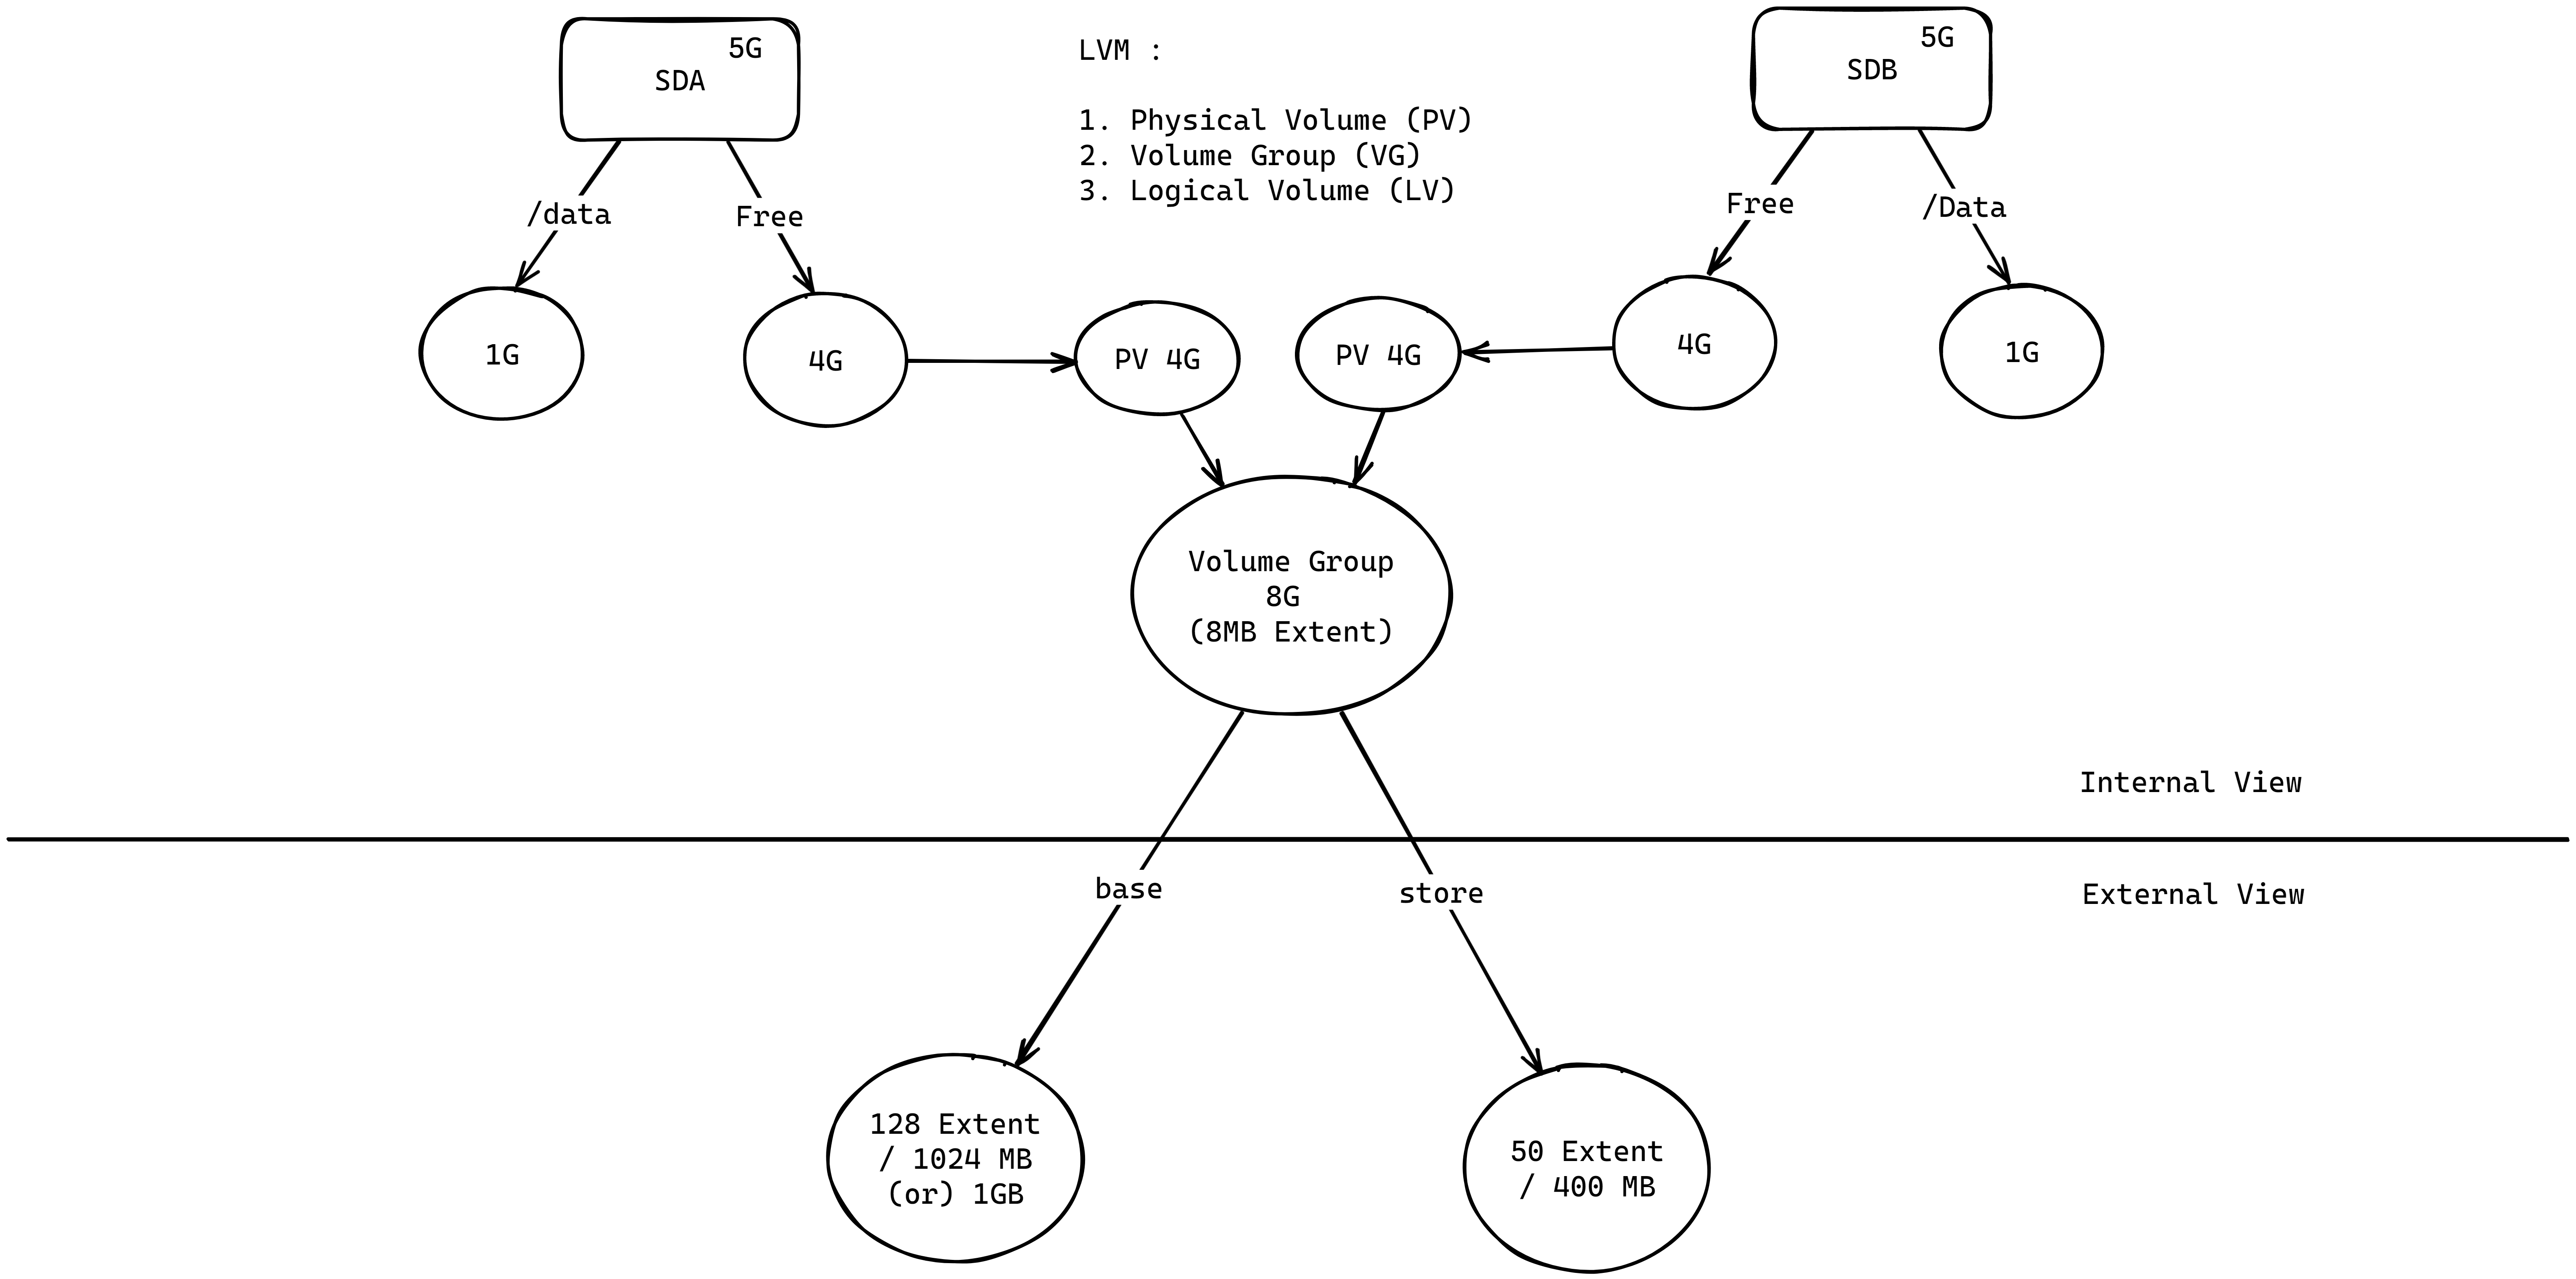 5G
SDA
LVM :
1. Physical Volume (PV)
2. Volume Group (VG)
3. Logical Volume (LV)
5G
SDB
/data
Free
Free
/Data
1G
4G
PV 4G
PV 4G
4G
1G
Volume Group
8G
(8MB Extent)
Internal View
External View
base
store
128 Extent
/ 1024 MB
(or) 1GB
50 Extent
/ 400 MB